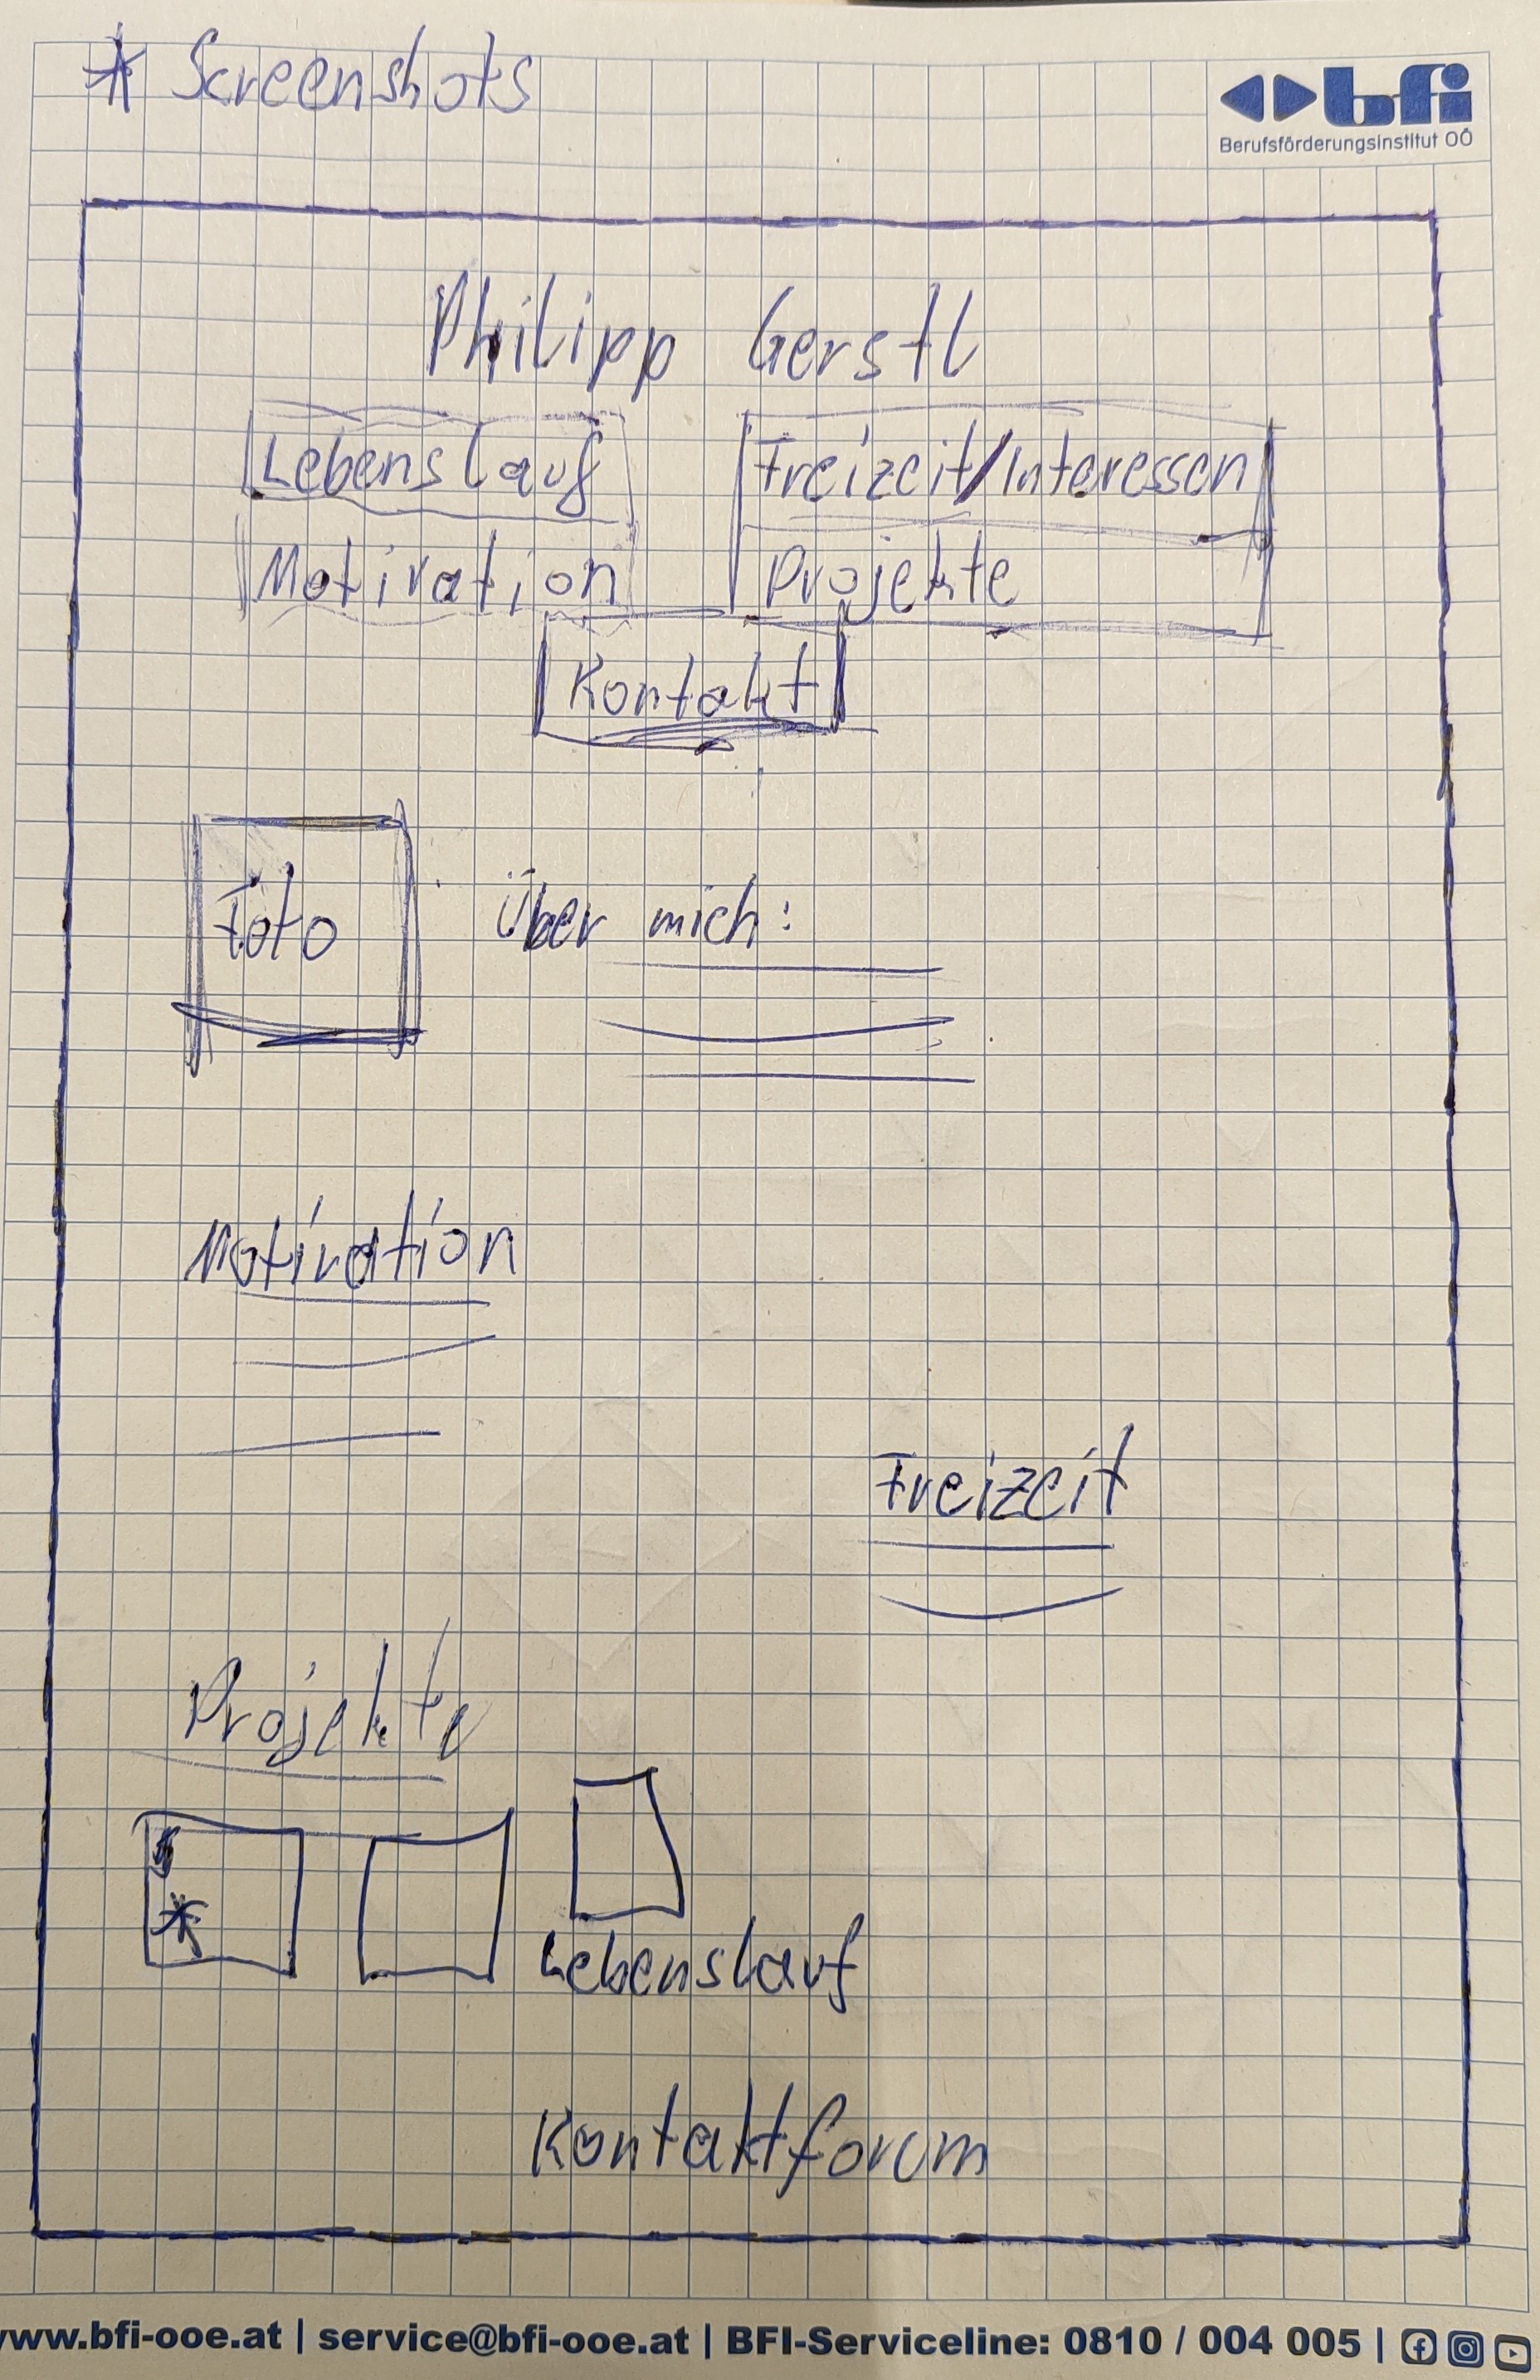 * Screenshots
bfi
Berufsförderungsinstitut OÖ
Philipp Gerstl
Lebenslauf Freizeit/Interessen
Motivation Projekte
Kontakt
Foto Über mich:
Motivation
Freizeit
Projekte
*
Lebenslauf
Kontaktforum
www.bfi-ooe.at | service@bfi-ooe.at | BFI-Serviceline: 0810 / 004 005 |